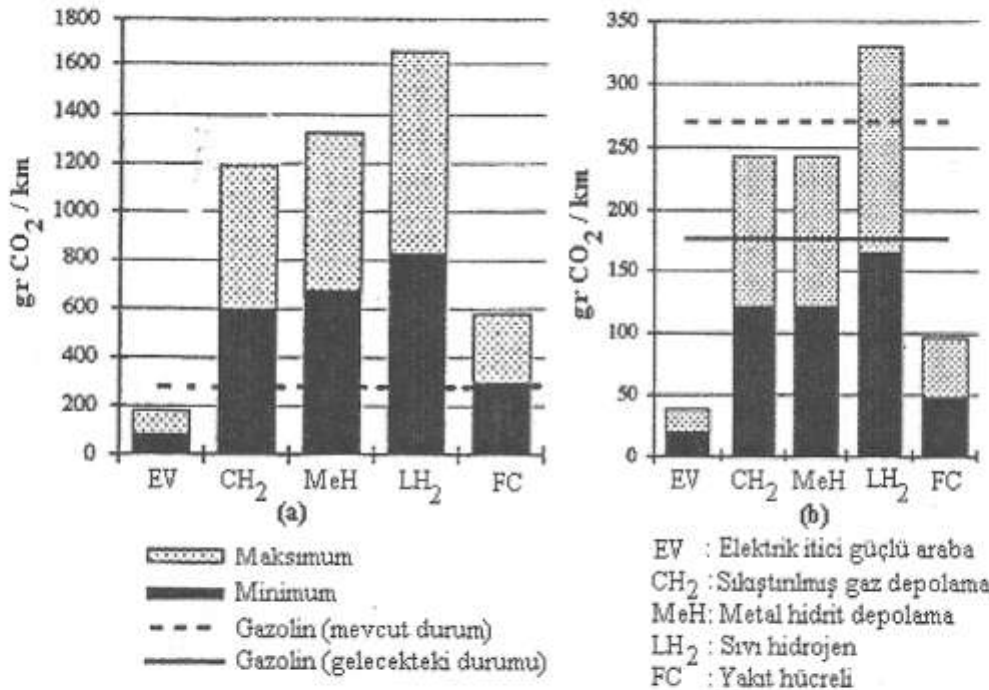 1800
1600
1400
1200
1000
800
600
400
200
0
gr CO2 / km
EV CH2 MeH LH2 FC
(a)
350
300
250
200
150
100
50
0
gr CO2 / km
EV CH2 MeH LH2 FC
(b)
Maksımum
Minimum
Gazolin (mevcut durum)
Gazolin (gelecekteki durumu)
EV : Elektrik itici güçlü araba
CH2 : Sıkıştırılmış gaz depolama
MeH: Metal hidrit depolama
LH2 : Sıvı hidrojen
FC : Yakıt hücreli